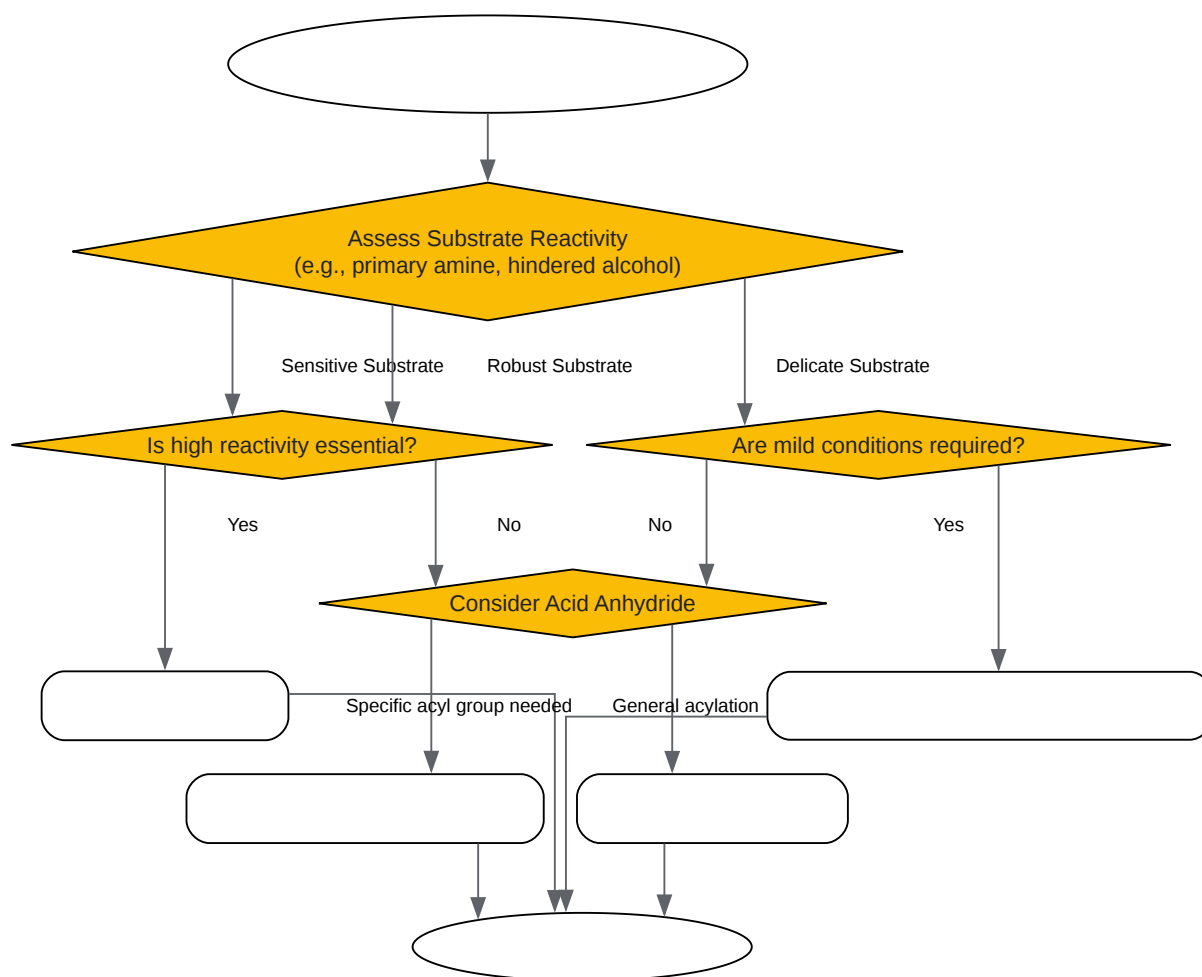 Assess Substrate Reactivity
(e.g., primary amine, hindered alcohol)
Sensitive Substrate
Robust Substrate
Delicate Substrate
Is high reactivity essential?
Are mild conditions required?
Yes
No
No
Yes
Consider Acid Anhydride
Specific acyl group needed
General acylation